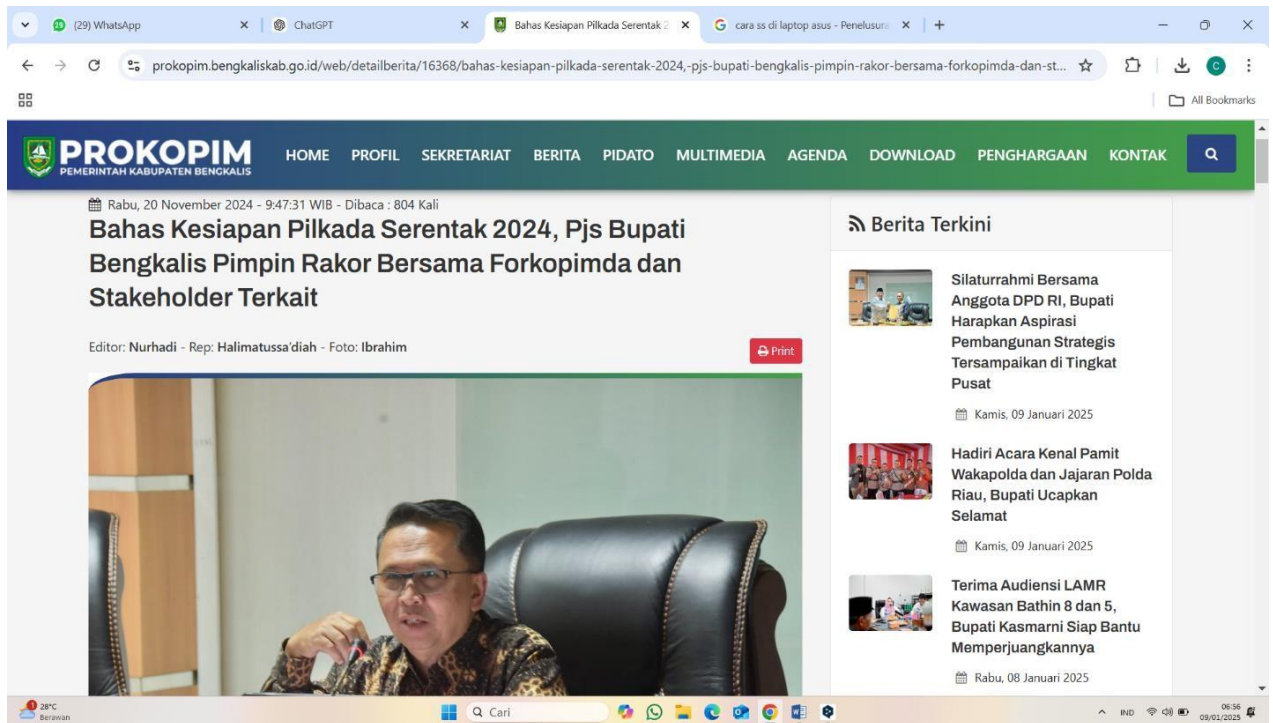 (29) WhatsApp
ChatGPT
Bahas Kesiapan Pilkada Serentak 2
cara ss di laptop asus - Penelusura
prokopim.bengkaliskab.go.id/web/detailberita/16368/bahas-kesiapan-pilkada-serentak-2024,-pjs-bupati-bengkalis-pimpin-rakor-bersama-forkopimda-dan-st...
All Bookmarks
PROKOPIM
PEMERINTAH KABUPATEN BENGKALIS
HOME PROFIL SEKRETARIAT BERITA PIDATO MULTIMEDIA AGENDA DOWNLOAD PENGHARGAAN KONTAK
Rabu, 20 November 2024 - 9:47:31 WIB - Dibaca : 804 Kali
Bahas Kesiapan Pilkada Serentak 2024, Pjs Bupati
Bengkalis Pimpin Rakor Bersama Forkopimda dan
Stakeholder Terkait
Editor: Nurhadi - Rep: Halimatussa'diah - Foto: Ibrahim
Print
Berita Terkini
Silaturrahmi Bersama
Anggota DPD RI, Bupati
Harapkan Aspirasi
Pembangunan Strategis
Tersampaikan di Tingkat
Pusat
Kamis, 09 Januari 2025
Hadiri Acara Kenal Pamit
Wakapolda dan Jajaran Polda
Riau, Bupati Ucapkan
Selamat
Kamis, 09 Januari 2025
Terima Audiensi LAMR
Kawasan Bathin 8 dan 5,
Bupati Kasmarni Siap Bantu
Memperjuangkannya
Rabu, 08 Januari 2025
28°C
Berawan
Cari
IND
06:56
09/01/2025